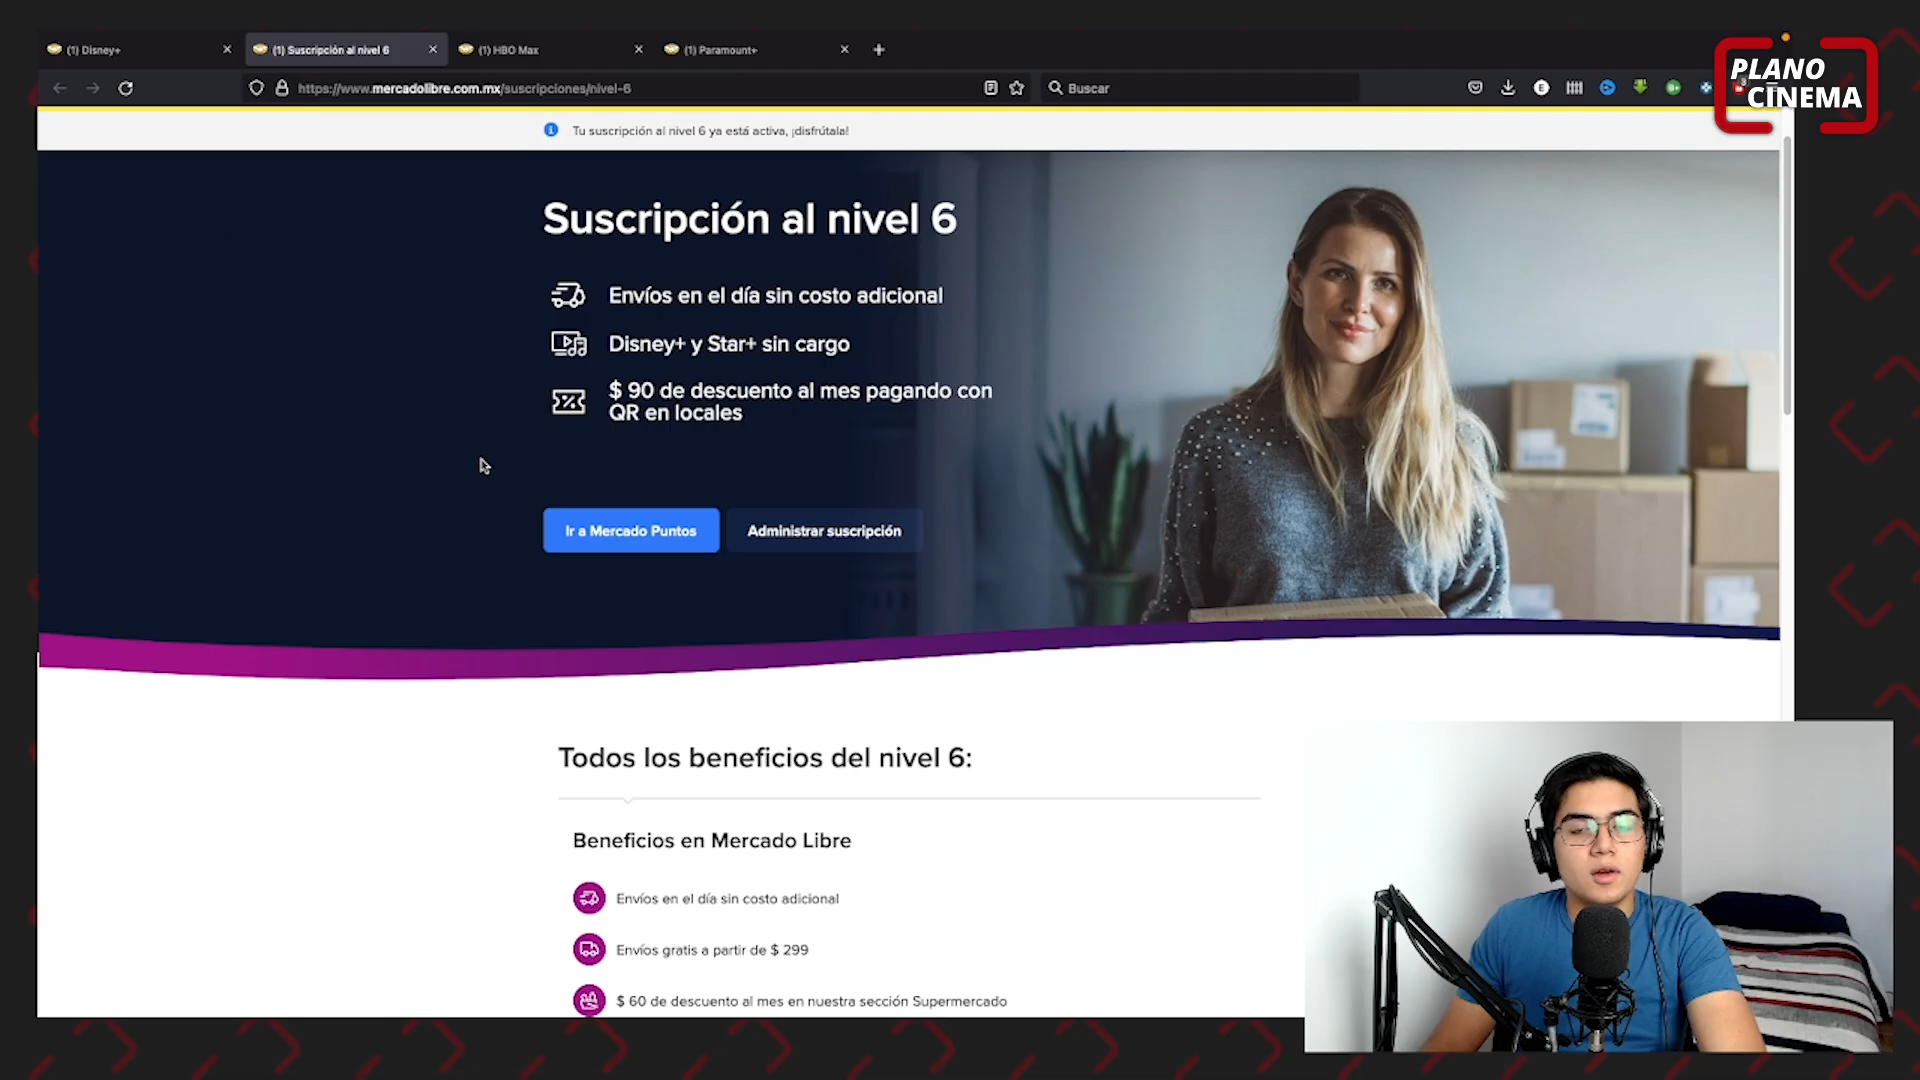 (1) Disney+
(1) Suscripción al nivel 6
(1) HBO Max
(1) Paramount+
https://www.mercadolibre.com.mx/suscripciones/nivel-6
Buscar
PLANO
CINEMA
Tu suscripción al nivel 6 ya está activa, ¡disfrútala!
Suscripción al nivel 6
Envíos en el día sin costo adicional
Disney+ y Star+ sin cargo
$ 90 de descuento al mes pagando con
QR en locales
Ir a Mercado Puntos
Administrar suscripción
Todos los beneficios del nivel 6:
Beneficios en Mercado Libre
Envíos en el día sin costo adicional
Envíos gratis a partir de $ 299
$ 60 de descuento al mes en nuestra sección Supermercado